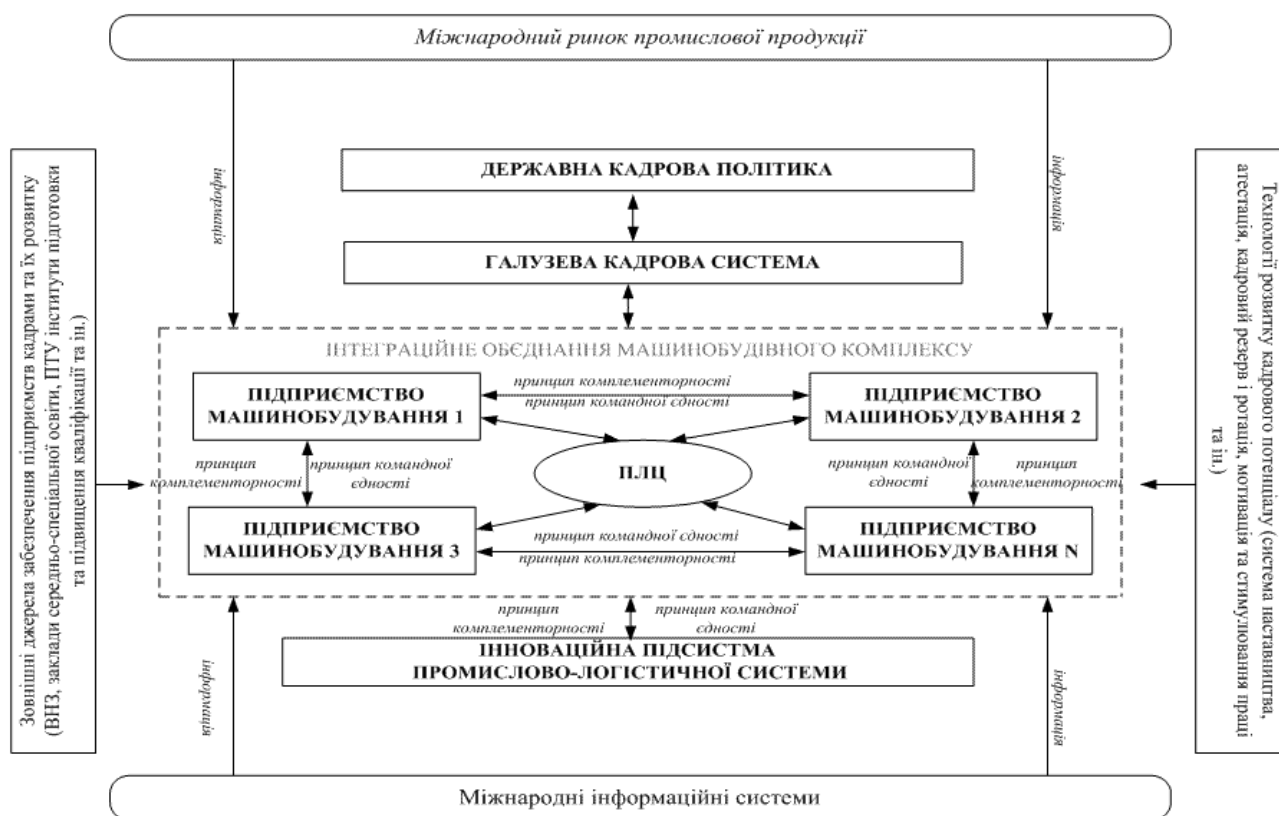 Міжнародний ринок промислової продукції
інформація
інформація
Зовнішні джерела забезпечення підприємств кадрами та їх розвитку
(ВНЗ, заклади середньо-спеціальної освіти, ПТУ інститути підготовки
та підвищення кваліфікації та ін.)
ДЕРЖАВНА КАДРОВА ПОЛІТИКА
ГАЛУЗЕВА КАДРОВА СИСТЕМА
Технології розвитку кадрового потенціалу (система наставництва,
атестація, кадровий резерв і ротація, мотивація та стимулювання праці
та ін.)
ІНТЕГРАЦІЙНЕ ОБЄДНАННЯ МАШИНОБУДІВНОГО КОМПЛЕКСУ
ПІДПРИЄМСТВО
МАШИНОБУДУВАННЯ 1
принцип комплементорності
принцип командної єдності
ПІДПРИЄМСТВО
МАШИНОБУДУВАННЯ 2
принцип
комплементорності
принцип командної
єдності
ПЛЦ
принцип командної
єдності
принцип
комплементорності
ПІДПРИЄМСТВО
МАШИНОБУДУВАННЯ 3
принцип командної єдності
принцип комплементорності
ПІДПРИЄМСТВО
МАШИНОБУДУВАННЯ N
принцип
комплементорності
принцип командної
єдності
ІННОВАЦІЙНА ПІДСИСТМА
ПРОМИСЛОВО-ЛОГІСТИЧНОЇ СИСТЕМИ
інформація
інформація
Міжнародні інформаційні системи